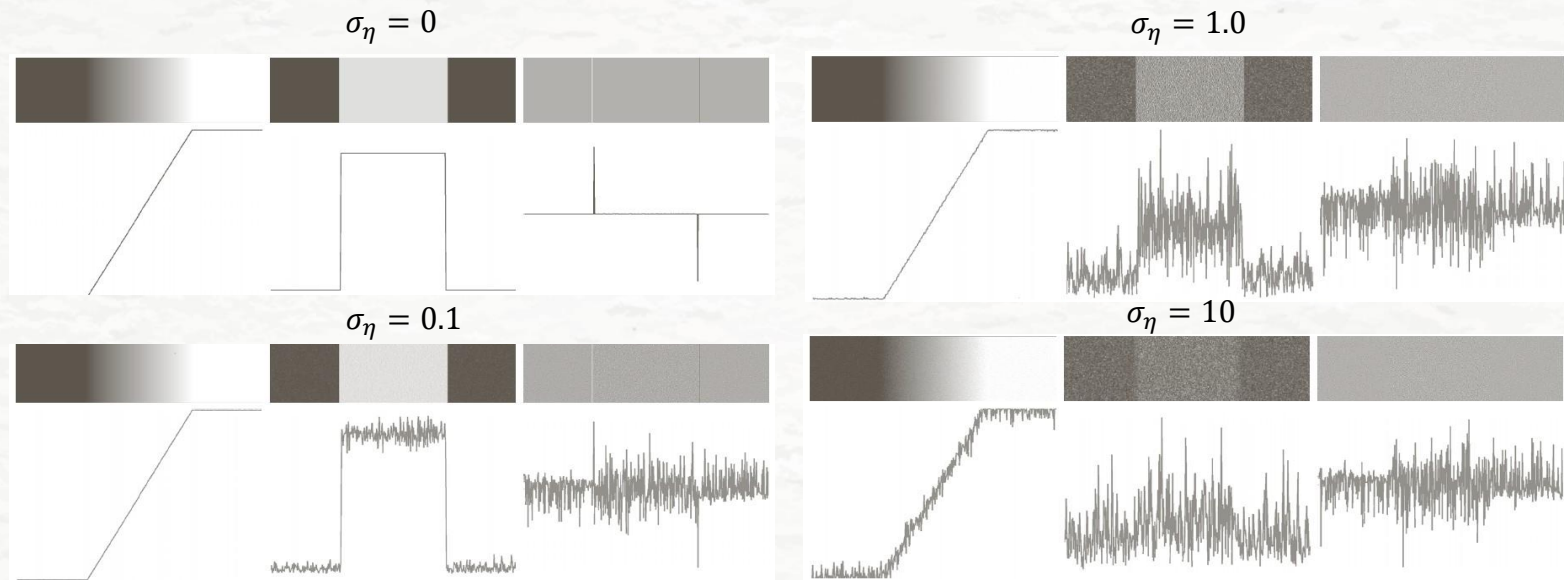 σ_η = 0
σ_η = 1.0
σ_η = 0.1
σ_η = 10